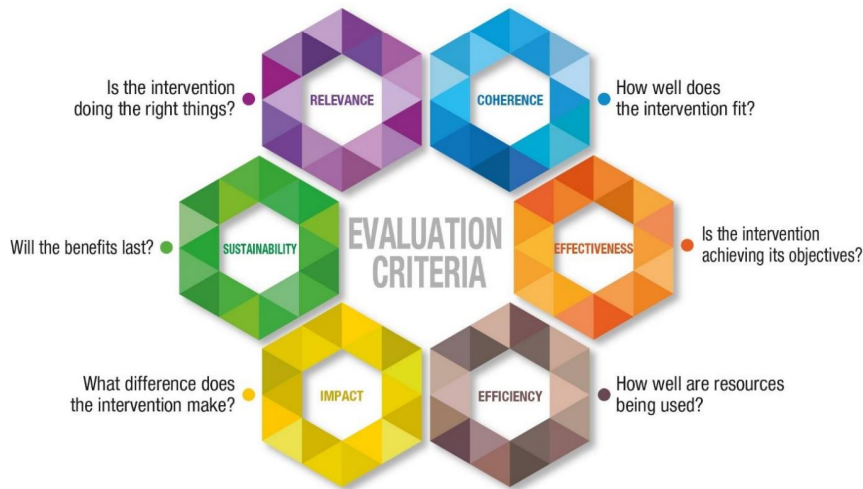 Is the intervention
doing the right things?
RELEVANCE
COHERENCE
How well does
the intervention fit?
Will the benefits last?
SUSTAINABILITY
EVALUATION
CRITERIA
EFFECTIVENESS
Is the intervention
achieving its objectives?
What difference does
the intervention make?
IMPACT
EFFICIENCY
How well are resources
being used?